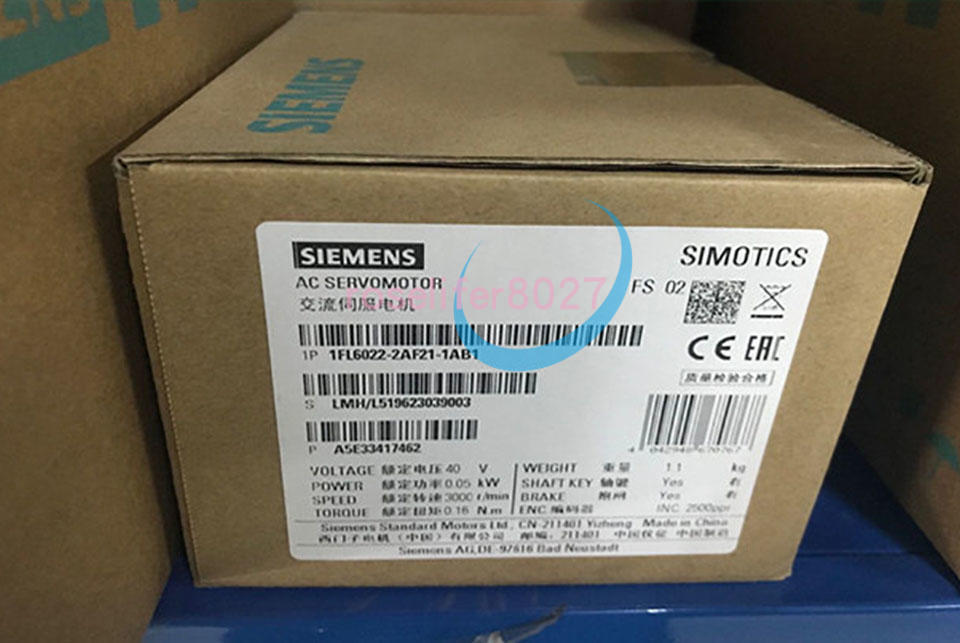 SIEMENS
SIEMENS
SIMOTICS
AC SERVOMOTOR
FS 02
交流伺服电机
CE EAC
1P 1FL6022-2AF21-1AB1
质量检验合格
S LMH/L519623039003
P A5E33417462
4 042948 670767
VOLTAGE 额定电压 40 V
POWER 额定功率 0.05 kW
SPEED 额定转速 3000 r/min
TORQUE 额定扭矩 0.16 N.m
WEIGHT 重量 1.1 kg
SHAFT KEY 轴键 Yes 有
BRAKE 抱闸 Yes 有
ENC 编码器 INC. 2500ppr
Siemens Standard Motors Ltd., CN-211401 Yizheng Made in China
西门子电机（中国）有限公司 邮编: 211401 中国仪征 中国制造
Siemens AG, DE-97616 Bad Neustadt